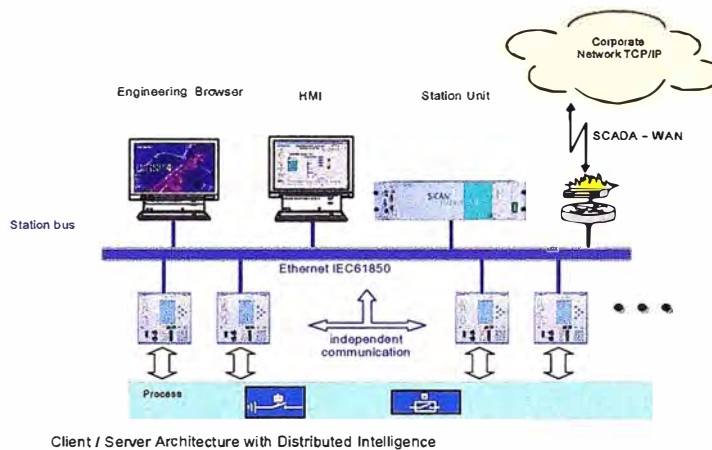 Corporate
Network TCP/IP
Engineering Browser
HMI
Station Unit
SCADA - WAN
SICAM
Station bus
Ethernet IEC61850
independent
communication
Process
Client / Server Architecture with Distributed Intelligence